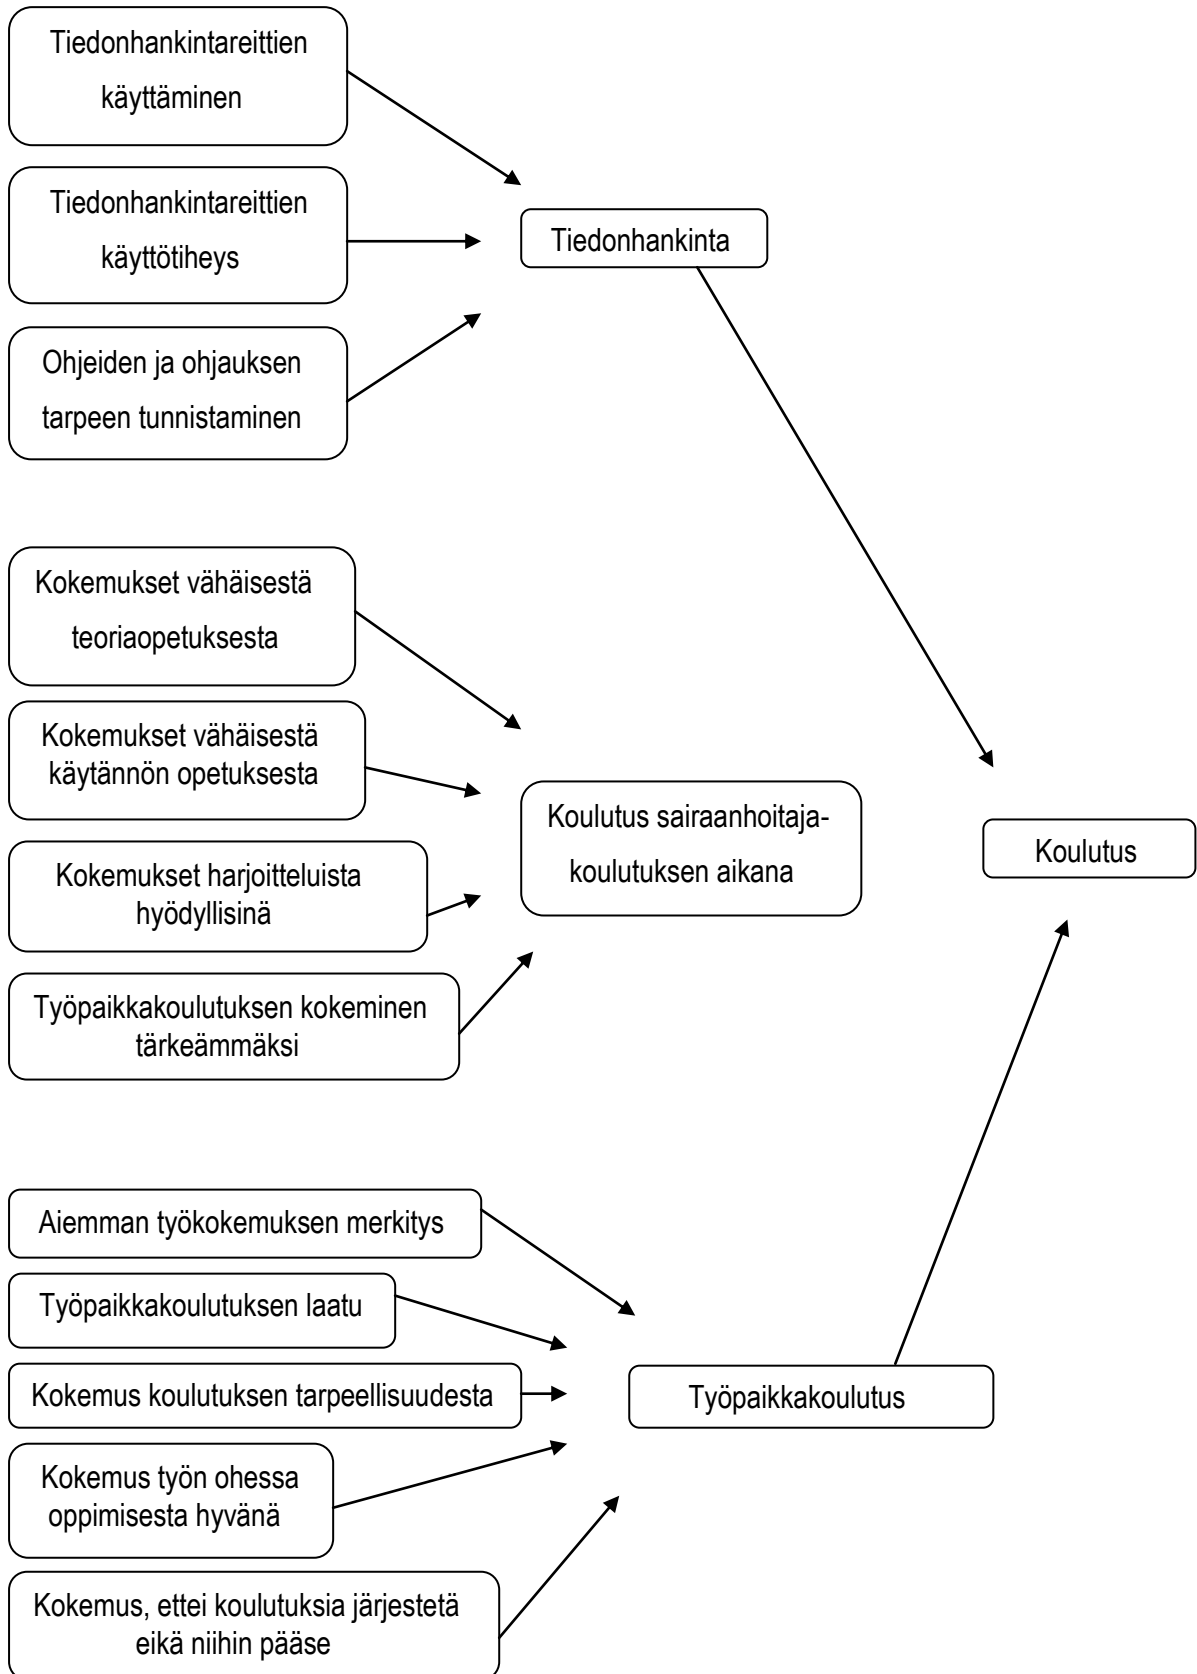 Tiedonhankintareittien
käyttäminen
Tiedonhankintareittien
käyttötiheys
Ohjeiden ja ohjauksen
tarpeen tunnistaminen
Tiedonhankinta
Kokemukset vähäisestä
teoriaopetuksesta
Kokemukset vähäisestä
käytännön opetuksesta
Kokemukset harjoitteluista
hyödyllisinä
Työpaikkakoulutuksen kokeminen
tärkeämmäksi
Koulutus sairaanhoitaja-
koulutuksen aikana
Koulutus
Aiemman työkokemuksen merkitys
Työpaikkakoulutuksen laatu
Kokemus koulutuksen tarpeellisuudesta
Kokemus työn ohessa
oppimisesta hyvänä
Kokemus, ettei koulutuksia järjestetä
eikä niihin pääse
Työpaikkakoulutus